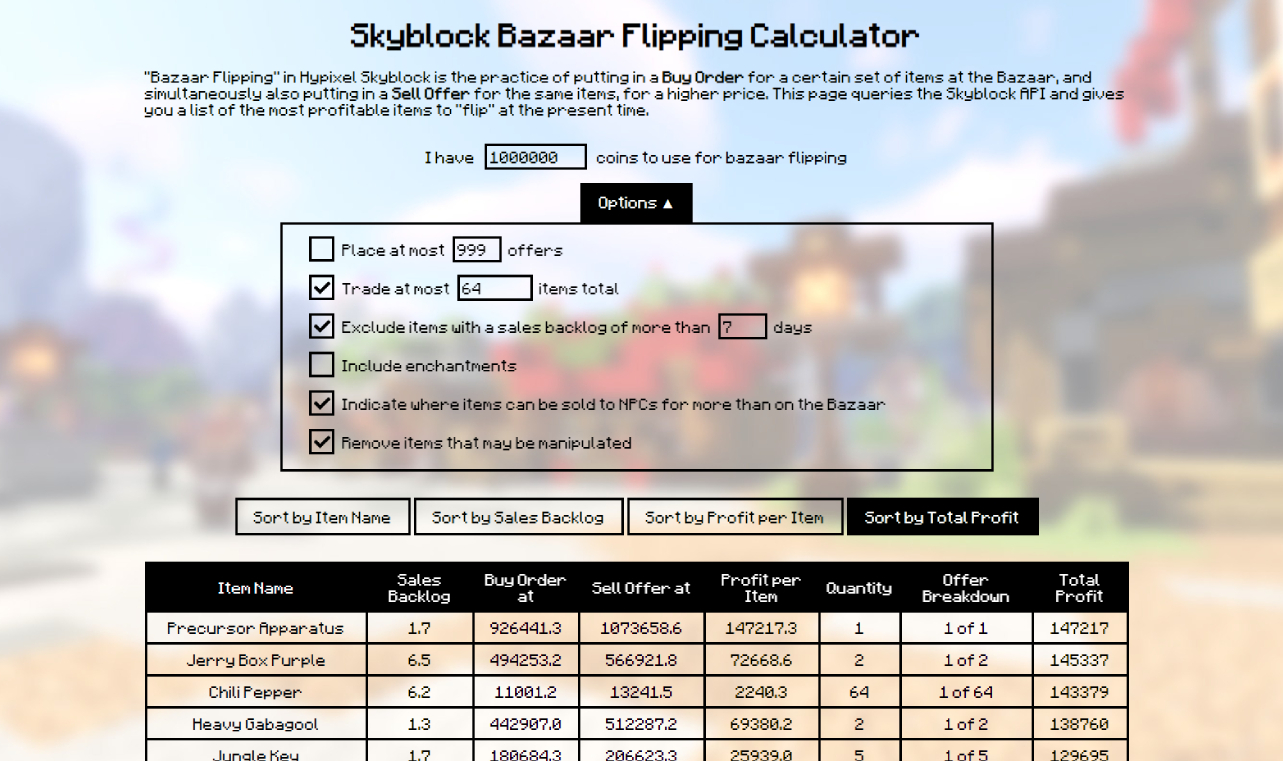 Skyblock Bazaar Flipping Calculator
"Bazaar Flipping" in Hypixel Skyblock is the practice of putting in a Buy Order for a certain set of items at the Bazaar, and
simultaneously also putting in a Sell Offer for the same items, for a higher price. This page queries the Skyblock API and gives
you a list of the most profitable items to "flip" at the present time.
I have 1000000 coins to use for bazaar flipping
Options ▲
Place at most 999 offers
Trade at most 64 items total
Exclude items with a sales backlog of more than 7 days
Include enchantments
Indicate where items can be sold to NPCs for more than on the Bazaar
Remove items that may be manipulated
Sort by Item Name Sort by Sales Backlog Sort by Profit per Item Sort by Total Profit
Item Name Sales Backlog Buy Order at Sell Offer at Profit per Item Quantity Offer Breakdown Total Profit
Precursor Apparatus 1.7 926441.3 1073658.6 147217.3 1 1 of 1 147217
Jerry Box Purple 6.5 494253.2 566921.8 72668.6 2 1 of 2 145337
Chili Pepper 6.2 11001.2 13241.5 2240.3 64 1 of 64 143379
Heavy Gabagool 1.3 442907.0 512287.2 69380.2 2 1 of 2 138760
Jungle Key 1.7 180684.3 206623.3 25939.0 5 1 of 5 129695